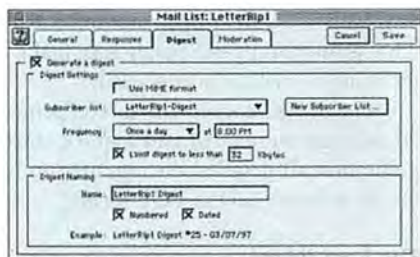 Mail List: LetterRip1
General Responses Digest Moderation Cancel Save
Generate a digest
Digest Settings
Use MIME format
Subscriber list: LetterRip1-Digest New Subscriber List ...
Frequency: Once a day at 8:00 PM
Limit digest to less than 32 Kbytes
Digest Naming
Name: LetterRip1 Digest
Numbered Dated
Example: LetterRip1 Digest #25 - 03/07/97